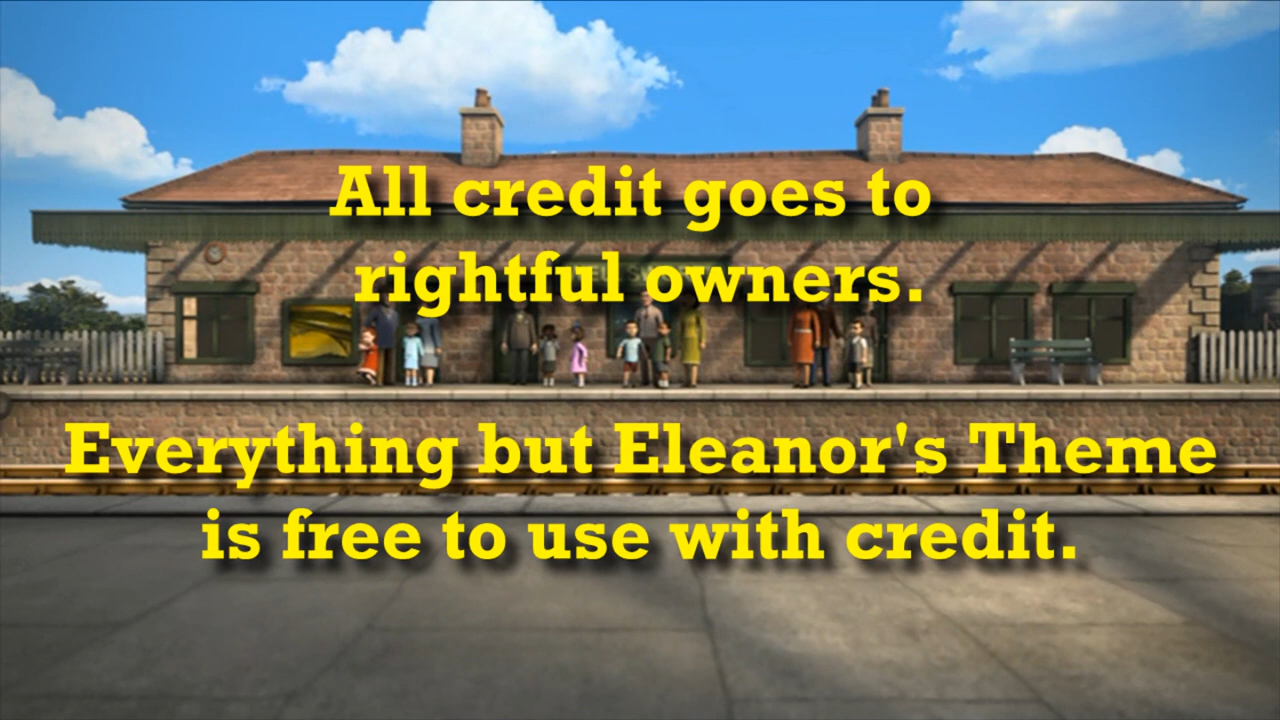 All credit goes to
rightful owners.
Everything but Eleanor's Theme
is free to use with credit.